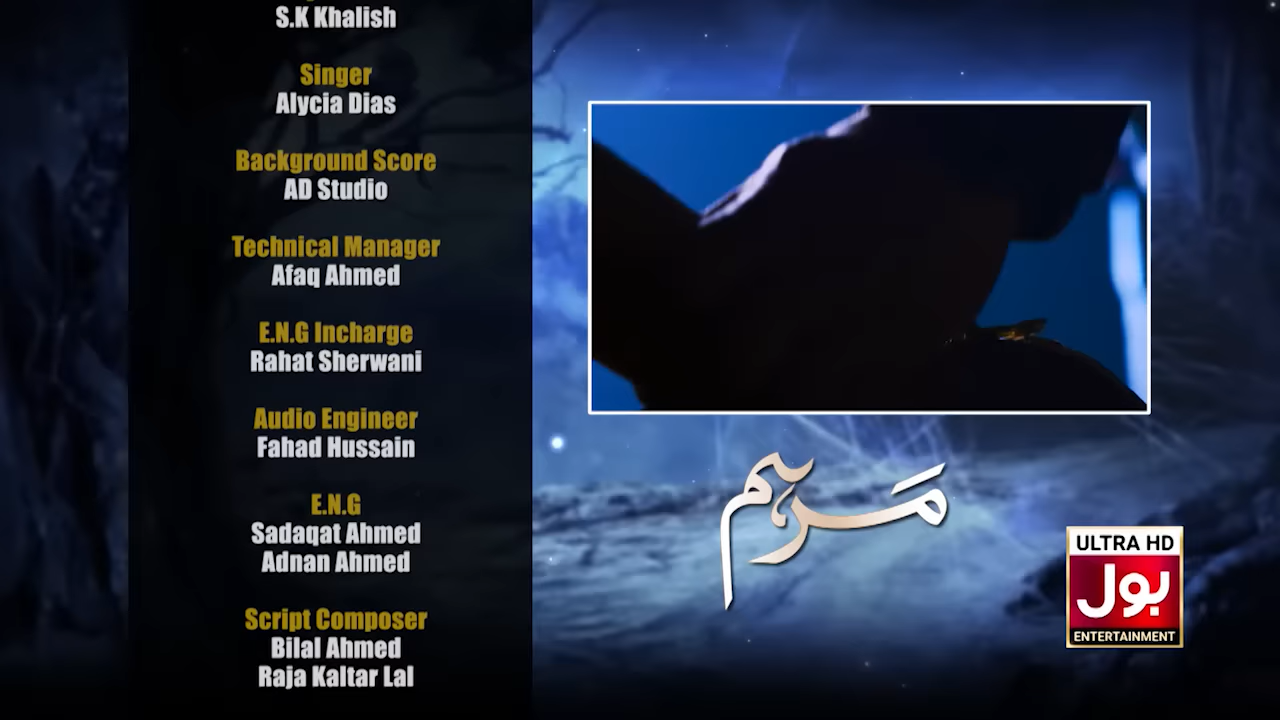 S.K Khalish
Singer
Alycia Dias
Background Score
AD Studio
Technical Manager
Afaq Ahmed
E.N.G Incharge
Rahat Sherwani
Audio Engineer
Fahad Hussain
E.N.G
Sadaqat Ahmed
Adnan Ahmed
Script Composer
Bilal Ahmed
Raja Kaltar Lal
مَرہم
ULTRA HD
بول
ENTERTAINMENT